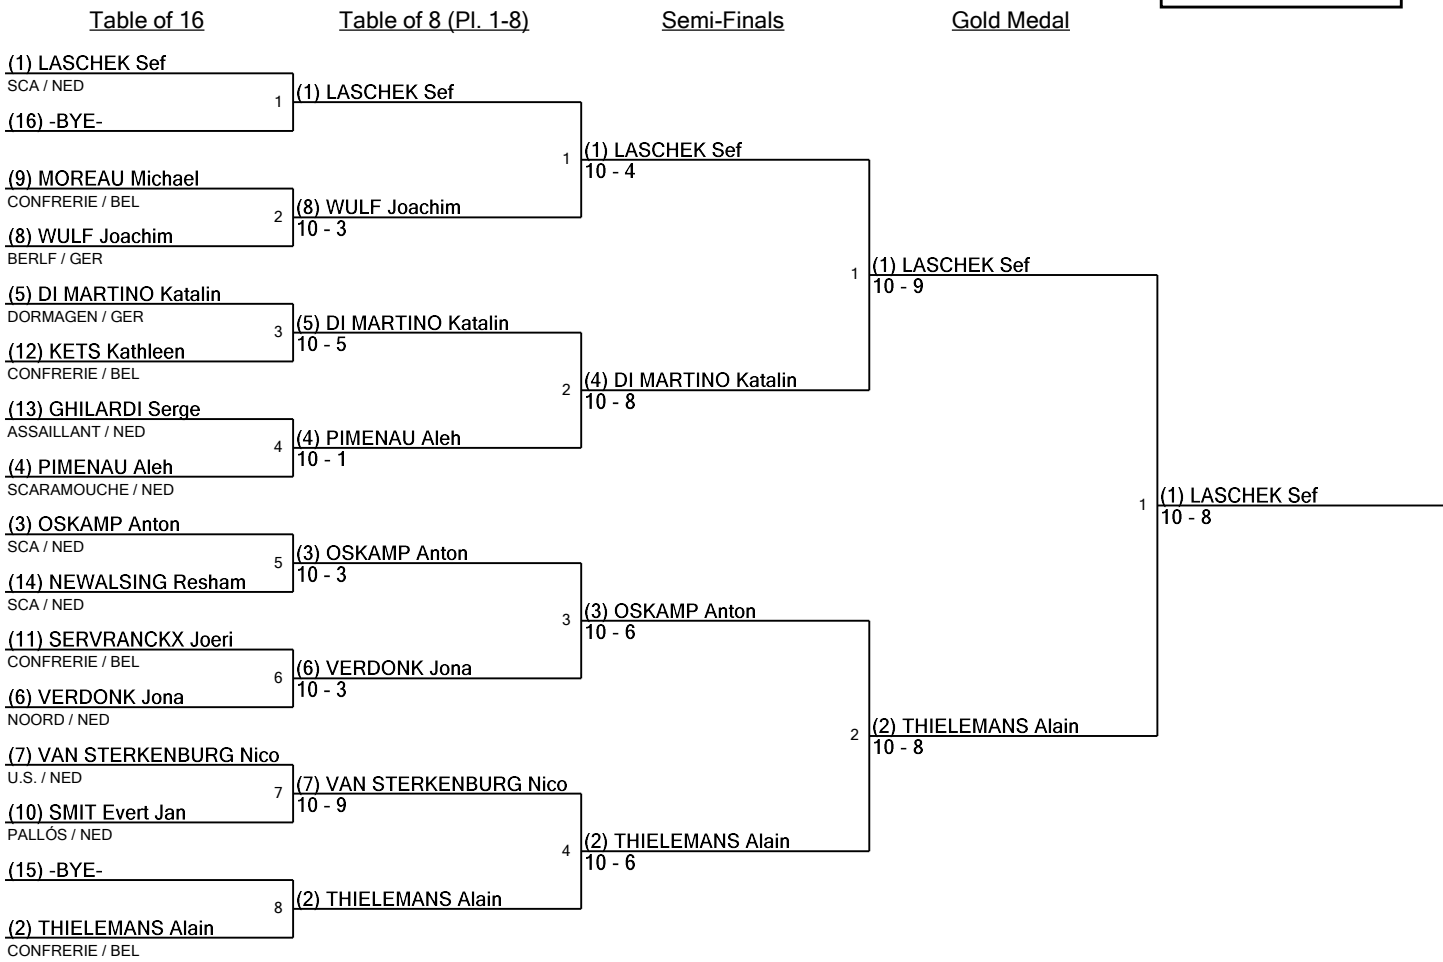 Table of 16
Table of 8 (Pl. 1-8)
Semi-Finals
Gold Medal
(1) LASCHEK Sef
SCA / NED
1
(1) LASCHEK Sef
(16) -BYE-
1
(1) LASCHEK Sef
10 - 4
(9) MOREAU Michael
CONFRERIE / BEL
2
(8) WULF Joachim
10 - 3
(8) WULF Joachim
BERLF / GER
1
(1) LASCHEK Sef
10 - 9
(5) DI MARTINO Katalin
DORMAGEN / GER
3
(5) DI MARTINO Katalin
10 - 5
(12) KETS Kathleen
CONFRERIE / BEL
2
(4) DI MARTINO Katalin
10 - 8
(13) GHILARDI Serge
ASSAILLANT / NED
4
(4) PIMENAU Aleh
10 - 1
(4) PIMENAU Aleh
SCARAMOUCHE / NED
1
(1) LASCHEK Sef
10 - 8
(3) OSKAMP Anton
SCA / NED
5
(3) OSKAMP Anton
10 - 3
(14) NEWALSING Resham
SCA / NED
3
(3) OSKAMP Anton
10 - 6
(11) SERVRANCKX Joeri
CONFRERIE / BEL
6
(6) VERDONK Jona
10 - 3
(6) VERDONK Jona
NOORD / NED
2
(2) THIELEMANS Alain
10 - 8
(7) VAN STERKENBURG Nico
U.S. / NED
7
(7) VAN STERKENBURG Nico
10 - 9
(10) SMIT Evert Jan
PALLÓS / NED
4
(2) THIELEMANS Alain
10 - 6
(15) -BYE-
8
(2) THIELEMANS Alain
(2) THIELEMANS Alain
CONFRERIE / BEL